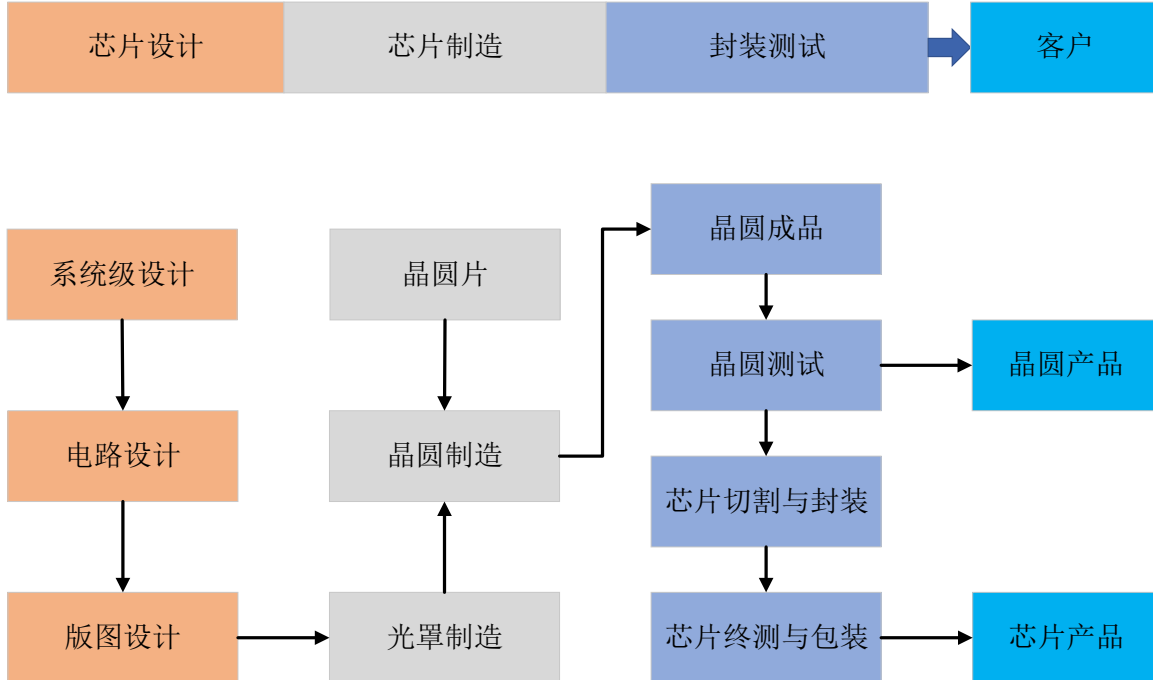 芯片设计
芯片制造
封装测试
客户
系统级设计
电路设计
版图设计
晶圆片
晶圆制造
光罩制造
晶圆成品
晶圆测试
芯片切割与封装
芯片终测与包装
晶圆产品
芯片产品